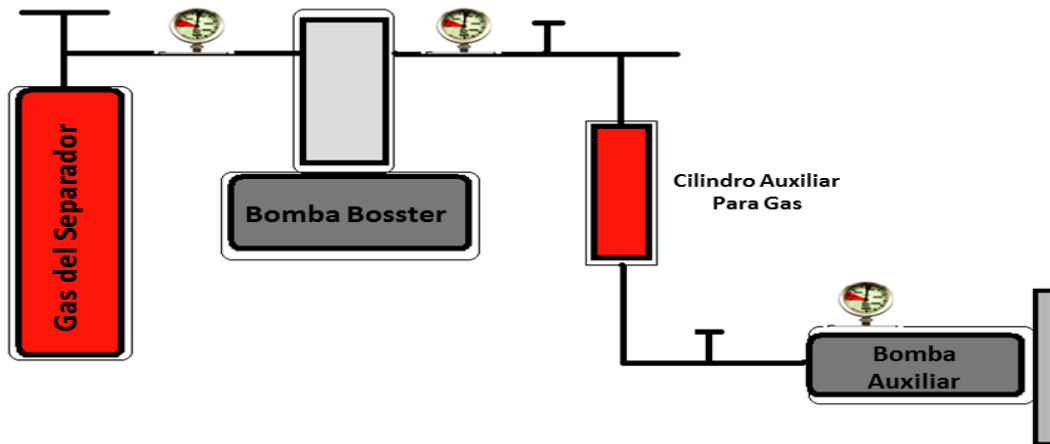 Gas del Separador
Bomba Bosster
Cilindro Auxiliar
Para Gas
Bomba
Auxiliar